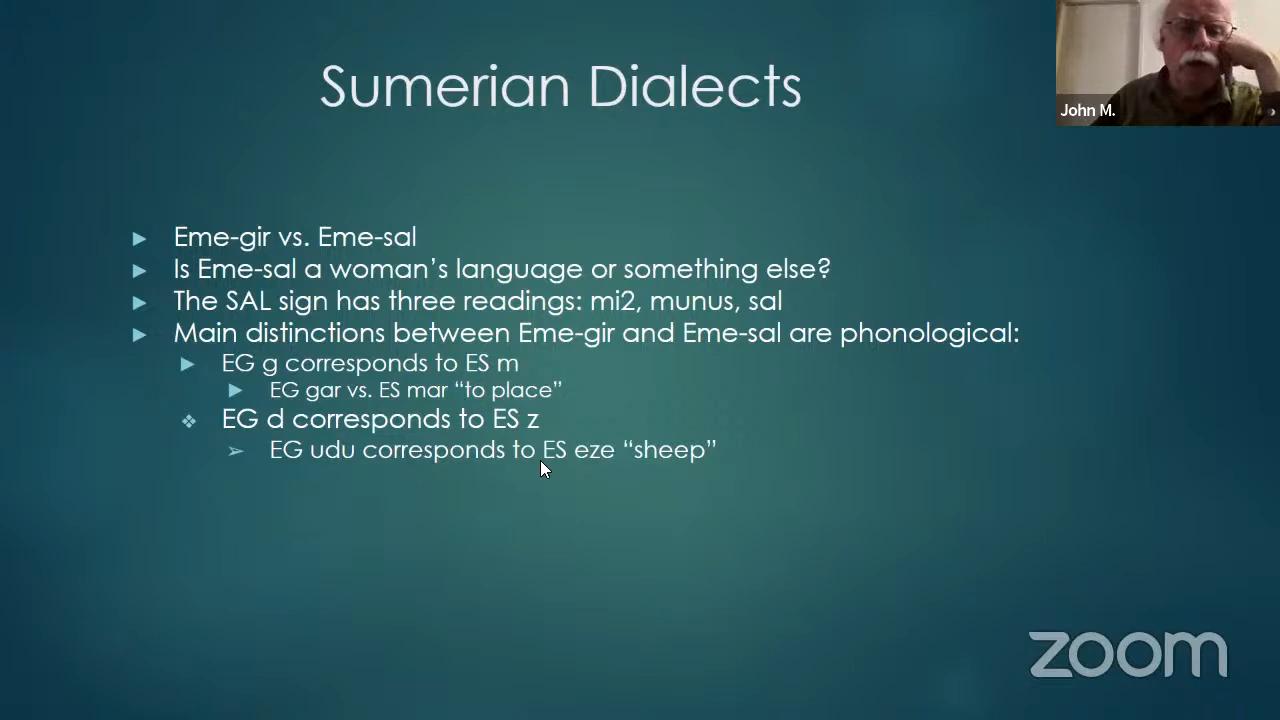 Sumerian Dialects
John M.
Eme-gir vs. Eme-sal
Is Eme-sal a woman's language or something else?
The SAL sign has three readings: mi2, munus, sal
Main distinctions between Eme-gir and Eme-sal are phonological:
EG g corresponds to ES m
EG gar vs. ES mar “to place”
EG d corresponds to ES z
EG udu corresponds to ES eze “sheep”
zoom